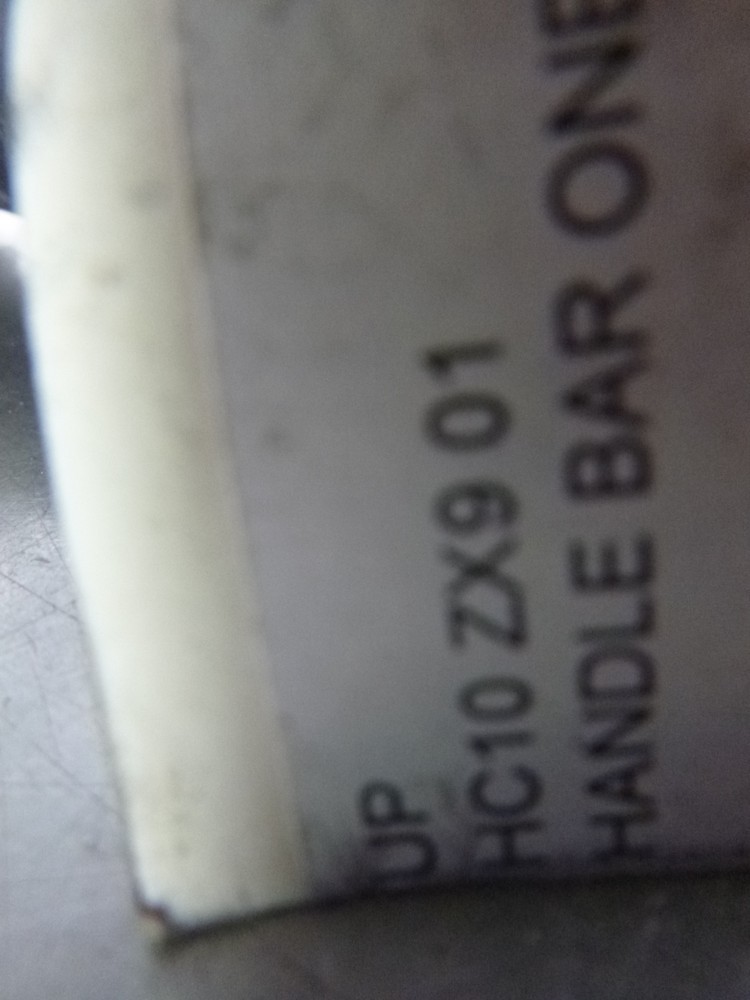 UP
HC10 ZX9 01
HANDLE BAR ONE